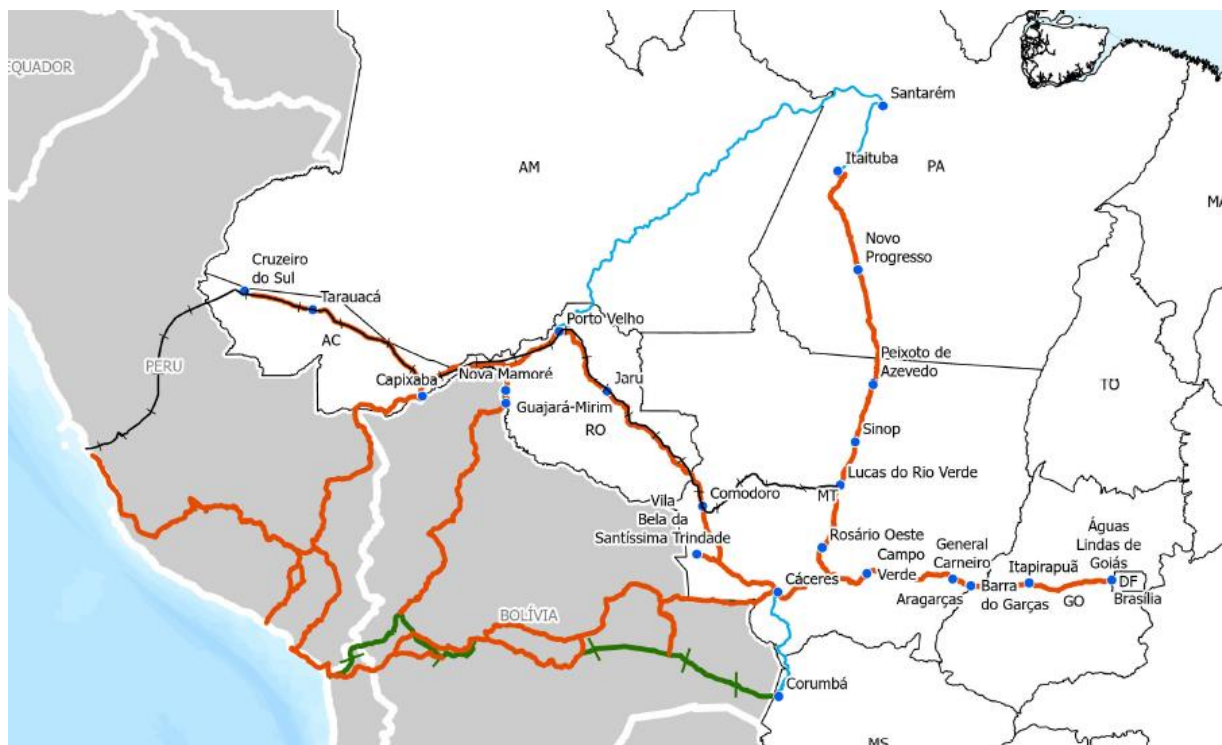 EQUADOR
Santarém
AM
Itaituba
PA
MA
Novo
Progresso
Cruzeiro
do Sul
Tarauacá
Porto Velho
AC
PERU
Peixoto de
Azevedo
Capixaba
Nova Mamoré
Jaru
TO
Guajará-Mirim
RO
Sinop
Lucas do Rio Verde
Vila
Bela da
Santíssima Trindade
Comodoro
MT
Rosário Oeste
Campo
Verde
General
Carneiro
Águas
Lindas de
Goiás
Itapirapuã
Cáceres
Aragarças
Barra
do Garças
GO
DF
Brasília
BOLÍVIA
Corumbá
MS